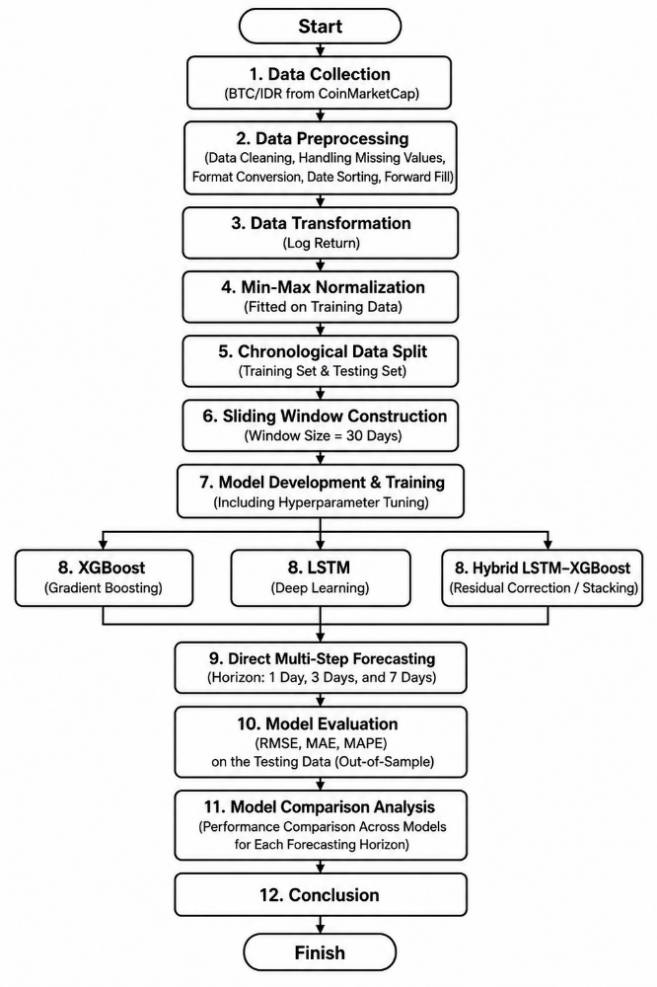 Start
1. Data Collection
(BTC/IDR from CoinMarketCap)
2. Data Preprocessing
(Data Cleaning, Handling Missing Values,
Format Conversion, Date Sorting, Forward Fill)
3. Data Transformation
(Log Return)
4. Min-Max Normalization
(Fitted on Training Data)
5. Chronological Data Split
(Training Set & Testing Set)
6. Sliding Window Construction
(Window Size = 30 Days)
7. Model Development & Training
(Including Hyperparameter Tuning)
8. XGBoost
(Gradient Boosting)
8. LSTM
(Deep Learning)
8. Hybrid LSTM–XGBoost
(Residual Correction / Stacking)
9. Direct Multi-Step Forecasting
(Horizon: 1 Day, 3 Days, and 7 Days)
10. Model Evaluation
(RMSE, MAE, MAPE)
on the Testing Data (Out-of-Sample)
11. Model Comparison Analysis
(Performance Comparison Across Models
for Each Forecasting Horizon)
12. Conclusion
Finish